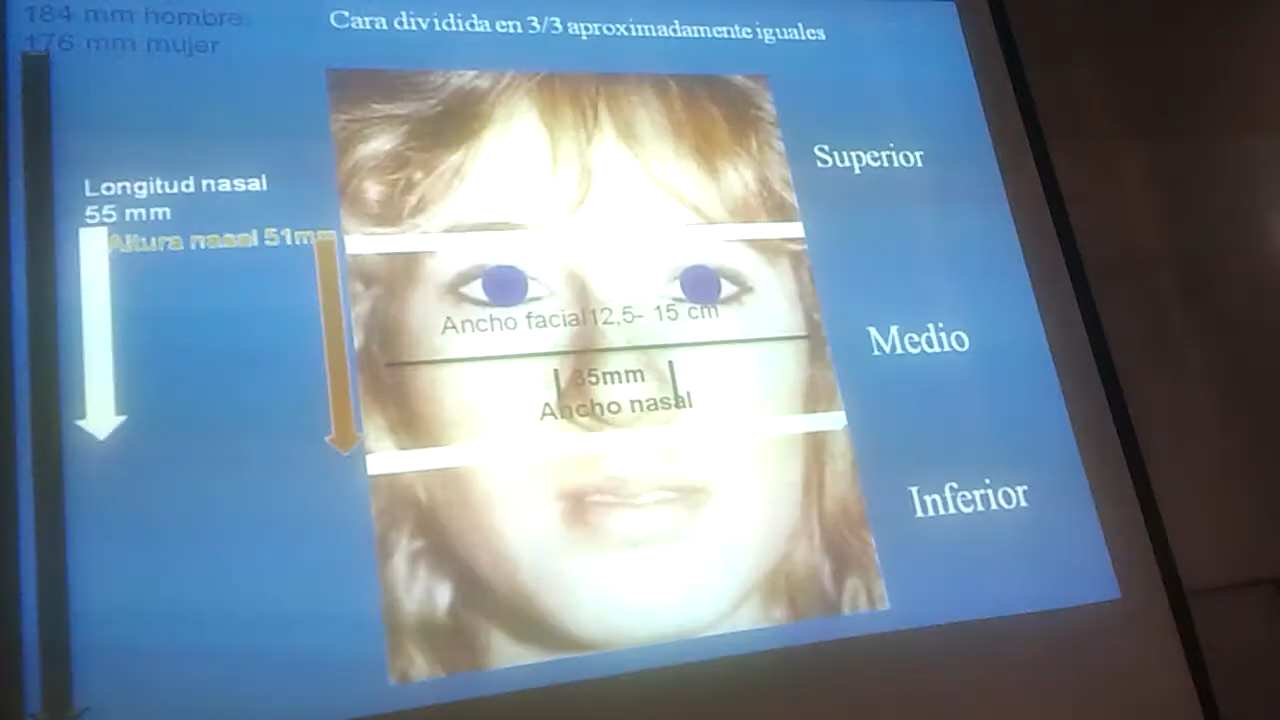 184 mm hombre
176 mm mujer
Cara dividida en 3/3 aproximadamente iguales
Superior
Longitud nasal
55 mm
Altura nasal 51mm
Ancho facial 12,5- 15 cm
Medio
35mm
Ancho nasal
Inferior